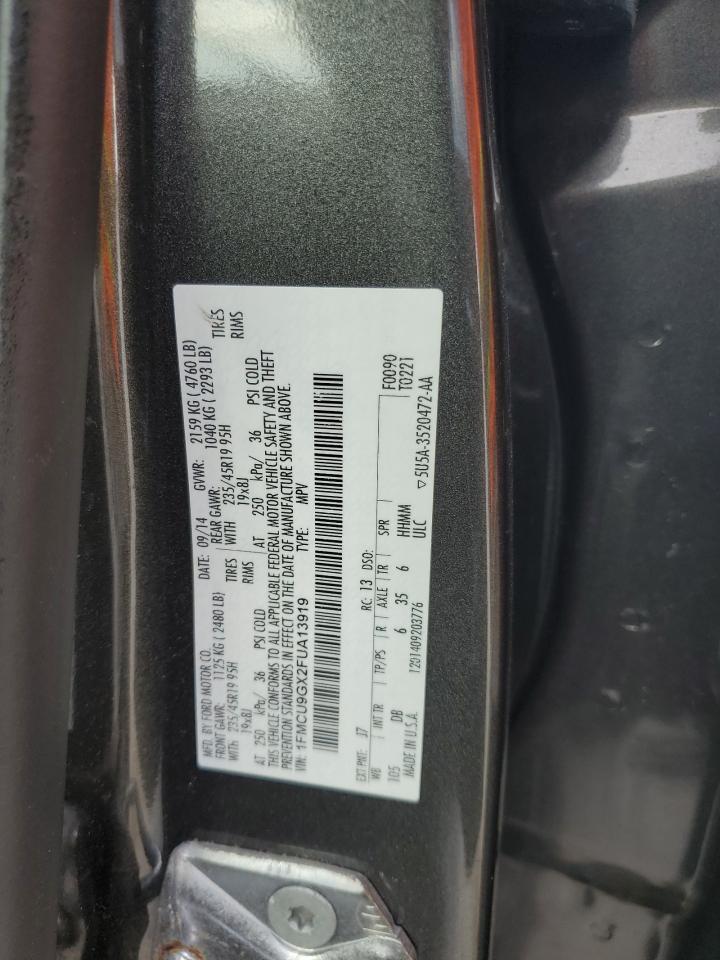 MFD. BY FORD MOTOR CO. DATE: 09/14 GVWR: 2159 KG ( 4760 LB)
FRONT GAWR: 1125 KG ( 2480 LB) REAR GAWR: 1040 KG ( 2293 LB)
WITH 235/45R19 95H TIRES WITH 235/45R19 95H TIRES
19x8J RIMS 19x8J RIMS
AT 250 kPa/ 36 PSI COLD AT 250 kPa/ 36 PSI COLD
THIS VEHICLE CONFORMS TO ALL APPLICABLE FEDERAL MOTOR VEHICLE SAFETY AND THEFT
PREVENTION STANDARDS IN EFFECT ON THE DATE OF MANUFACTURE SHOWN ABOVE.
VIN: 1FMCU9GX2FUA13919 TYPE: MPV
EXT PNT: J7 RC: 13 DSO: F0090
WB INT TR TP/PS R AXLE TR SPR T0221
105 DB 6 35 6 HHMM
MADE IN U.S.A. 1201409203776 ULC ▽5U5A-3520472-AA